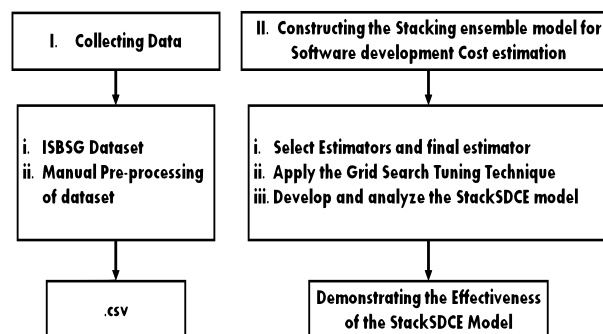 I. Collecting Data
i. ISBSG Dataset
ii. Manual Pre-processing
of dataset
.csv
II. Constructing the Stacking ensemble model for
Software development Cost estimation
i. Select Estimators and final estimator
ii. Apply the Grid Search Tuning Technique
iii. Develop and analyze the StackSDCE model
Demonstrating the Effectiveness
of the StackSDCE Model